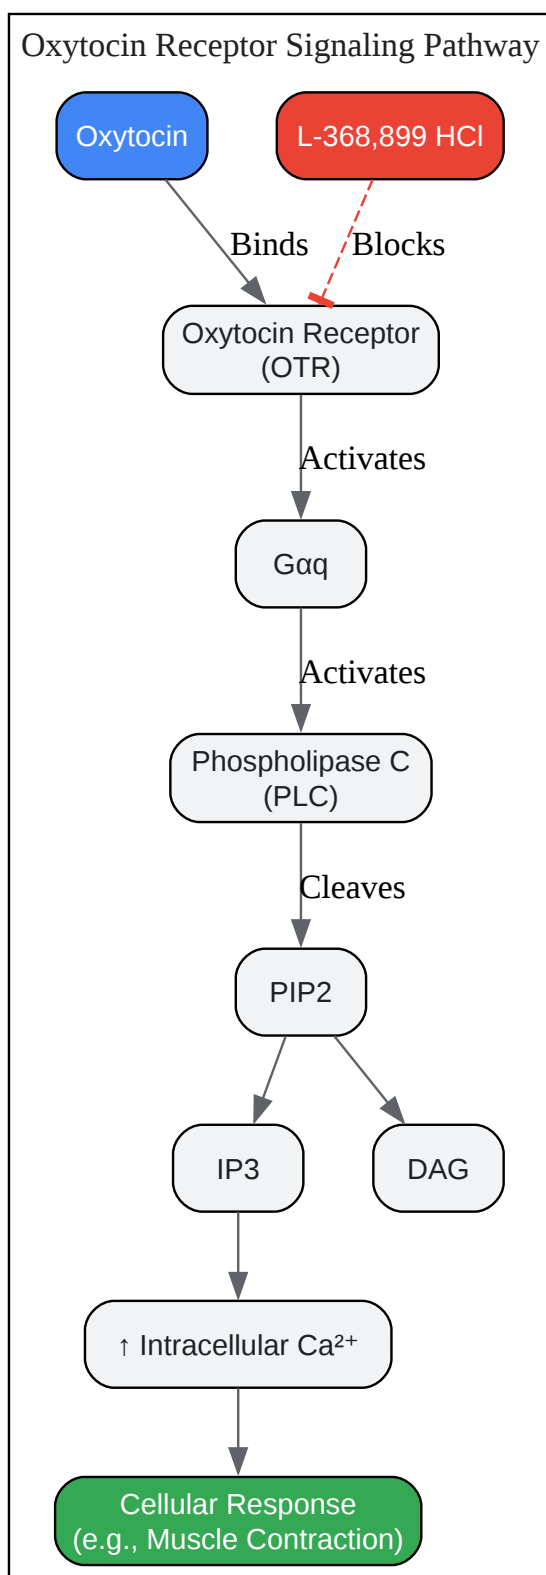 Oxytocin Receptor Signaling Pathway
Oxytocin
L-368,899 HCl
Binds
Blocks
Oxytocin Receptor
(OTR)
Activates
Gαq
Activates
Phospholipase C
(PLC)
Cleaves
PIP2
IP3
DAG
↑ Intracellular Ca²⁺
Cellular Response
(e.g., Muscle Contraction)